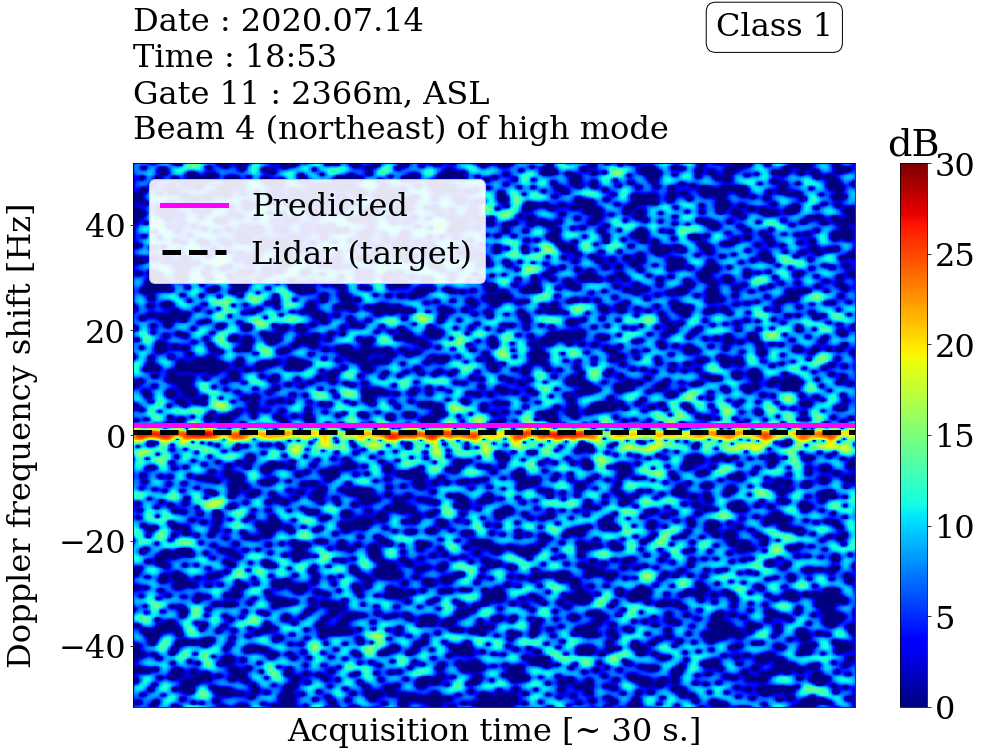 Date : 2020.07.14
Time : 18:53
Gate 11 : 2366m, ASL
Beam 4 (northeast) of high mode
Class 1
dB
Predicted
Lidar (target)
Doppler frequency shift [Hz]
40
20
0
−20
−40
Acquisition time [~ 30 s.]
30
25
20
15
10
5
0